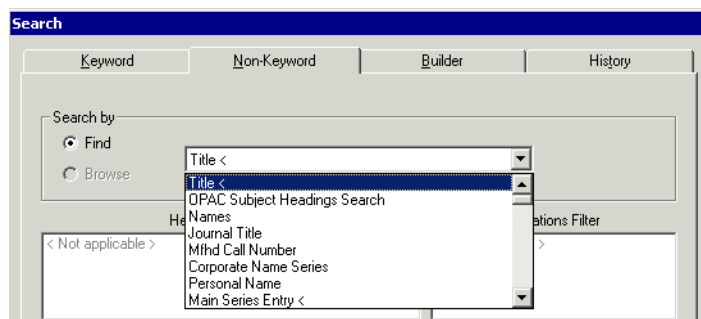 Search
Keyword Non-Keyword Builder History
Search by
Find
Title <
Browse
Title <
OPAC Subject Headings Search
Names
Journal Title
Mfhd Call Number
Corporate Name Series
Personal Name
Main Series Entry <
He
ations Filter
< Not applicable >
>